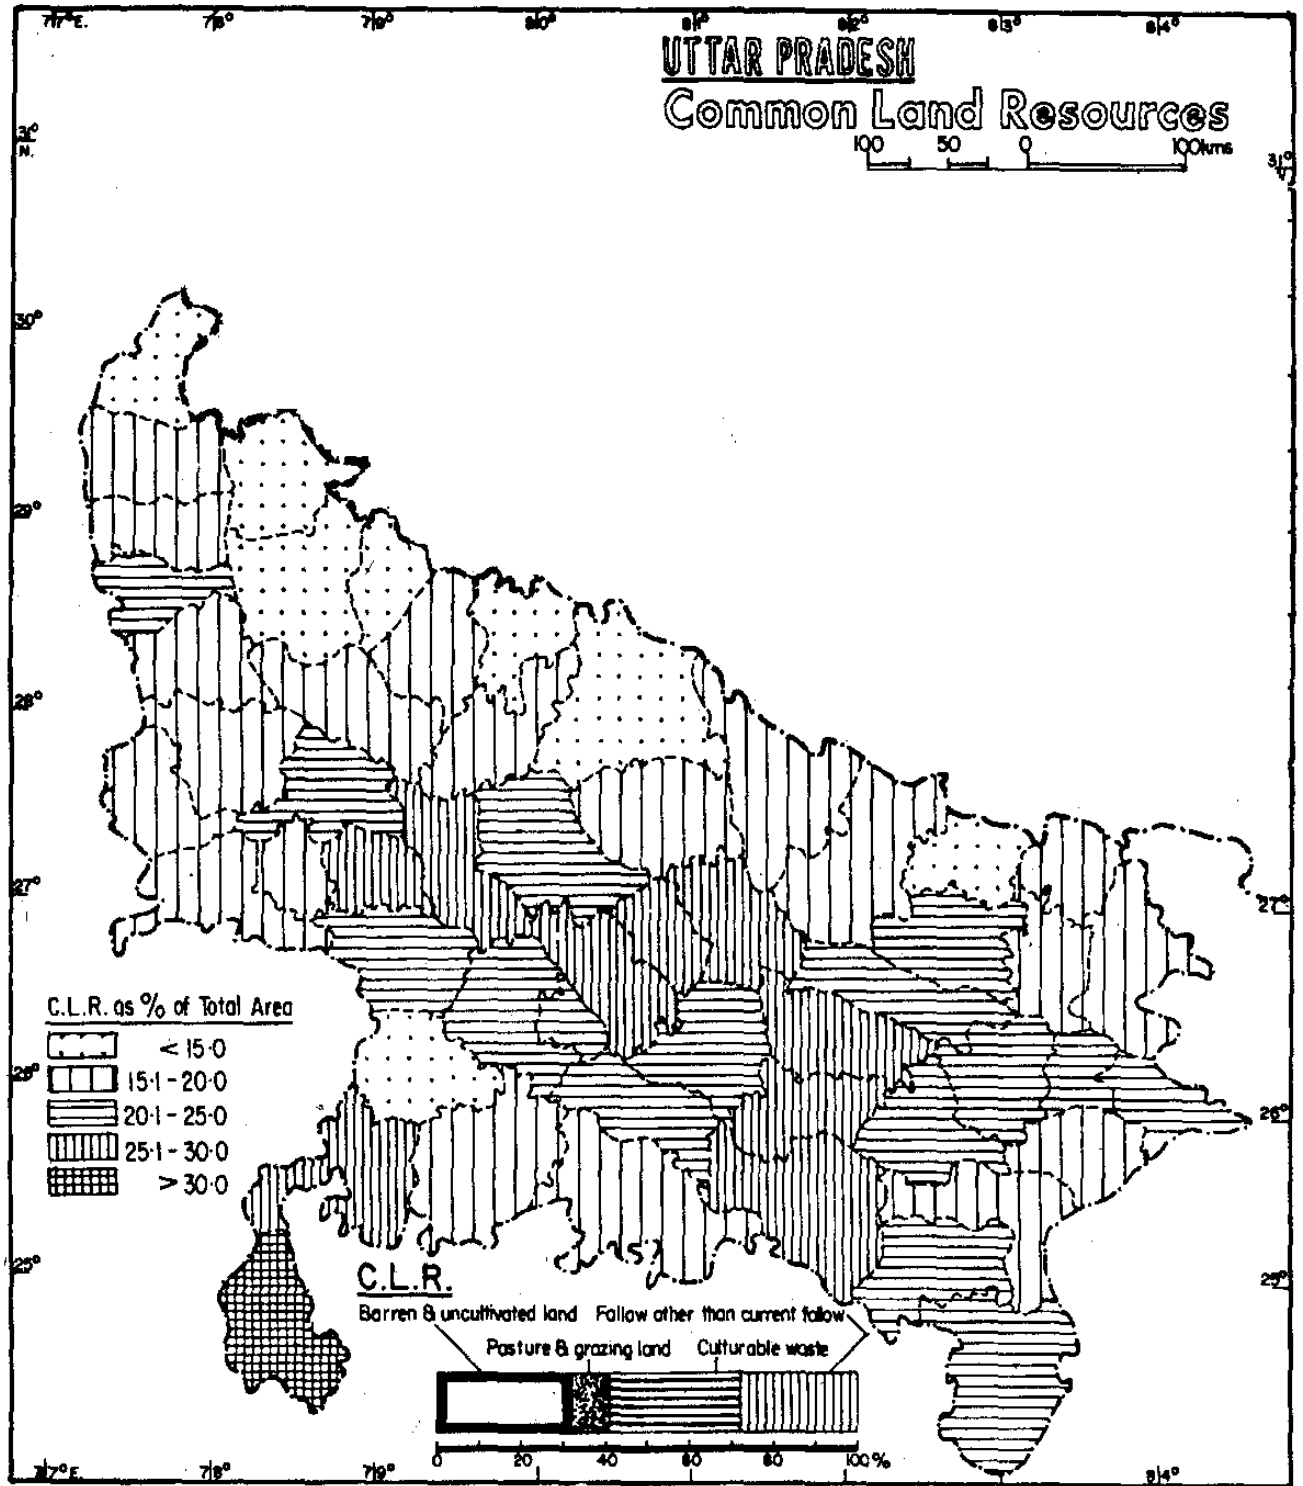 77°E. 78° 79° 80° 81° 82° 83° 84°
UTTAR PRADESH
Common Land Resources
100 50 0 100kms
31°
N.
31°
30°
29°
28°
27°
27°
C.L.R. as % of Total Area
< 15·0
15·1 - 20·0
20·1 - 25·0
25·1 - 30·0
> 30·0
26°
26°
25°
25°
C.L.R.
Barren & uncultivated land Fallow other than current fallow
Pasture & grazing land Culturable waste
0 20 40 60 80 100%
77°E. 78° 79° 84°